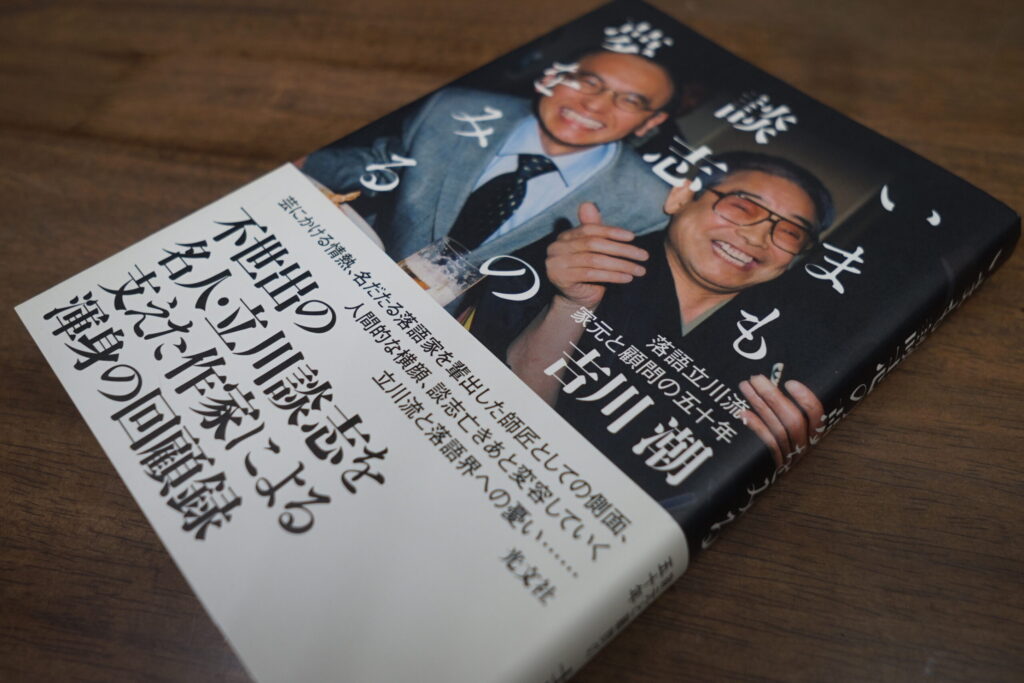 いまも、
談志の
夢をみる
落語立川流、
家元と顧問の五十年
吉川潮
芸にかける情熱、名だたる落語家を輩出した師匠としての側面、
人間的な横顔、談志亡きあと変容していく
立川流と落語界への憂い……
不世出の
名人・立川談志を
支えた作家による
渾身の回顧録
光文社